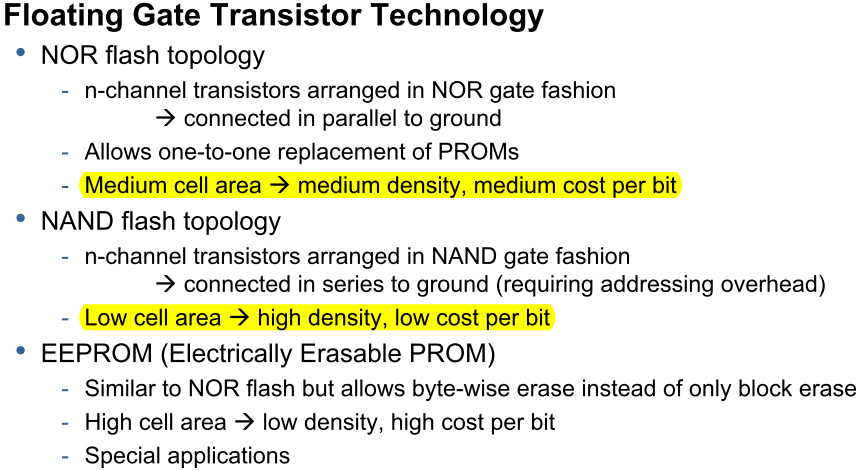 Floating Gate Transistor Technology
• NOR flash topology
- n-channel transistors arranged in NOR gate fashion
→ connected in parallel to ground
- Allows one-to-one replacement of PROMs
- Medium cell area → medium density, medium cost per bit
• NAND flash topology
- n-channel transistors arranged in NAND gate fashion
→ connected in series to ground (requiring addressing overhead)
- Low cell area → high density, low cost per bit
• EEPROM (Electrically Erasable PROM)
- Similar to NOR flash but allows byte-wise erase instead of only block erase
- High cell area → low density, high cost per bit
- Special applications